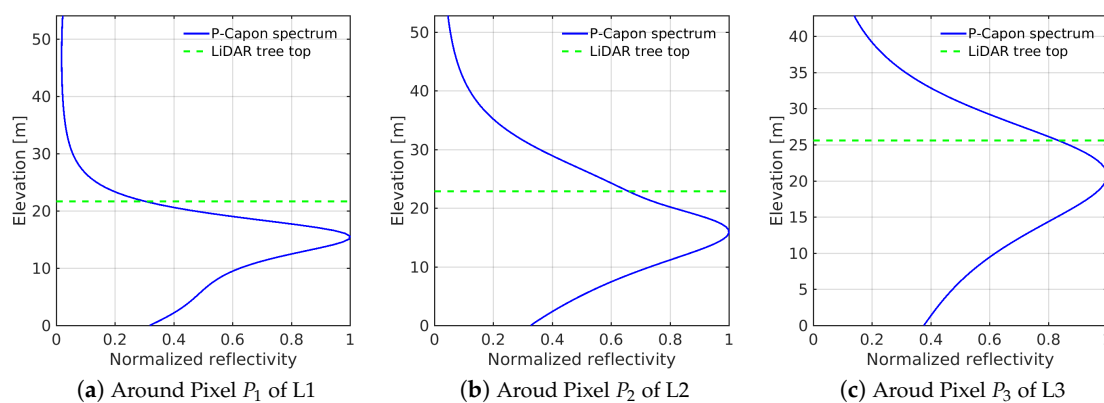 P-Capon spectrum
LiDAR tree top
Elevation [m]
50
40
30
20
10
0
0 0.2 0.4 0.6 0.8 1
Normalized reflectivity
(a) Around Pixel P1 of L1
P-Capon spectrum
LiDAR tree top
Elevation [m]
50
40
30
20
10
0
0 0.2 0.4 0.6 0.8 1
Normalized reflectivity
(b) Aroud Pixel P2 of L2
P-Capon spectrum
LiDAR tree top
Elevation [m]
40
35
30
25
20
15
10
5
0
0 0.2 0.4 0.6 0.8 1
Normalized reflectivity
(c) Aroud Pixel P3 of L3